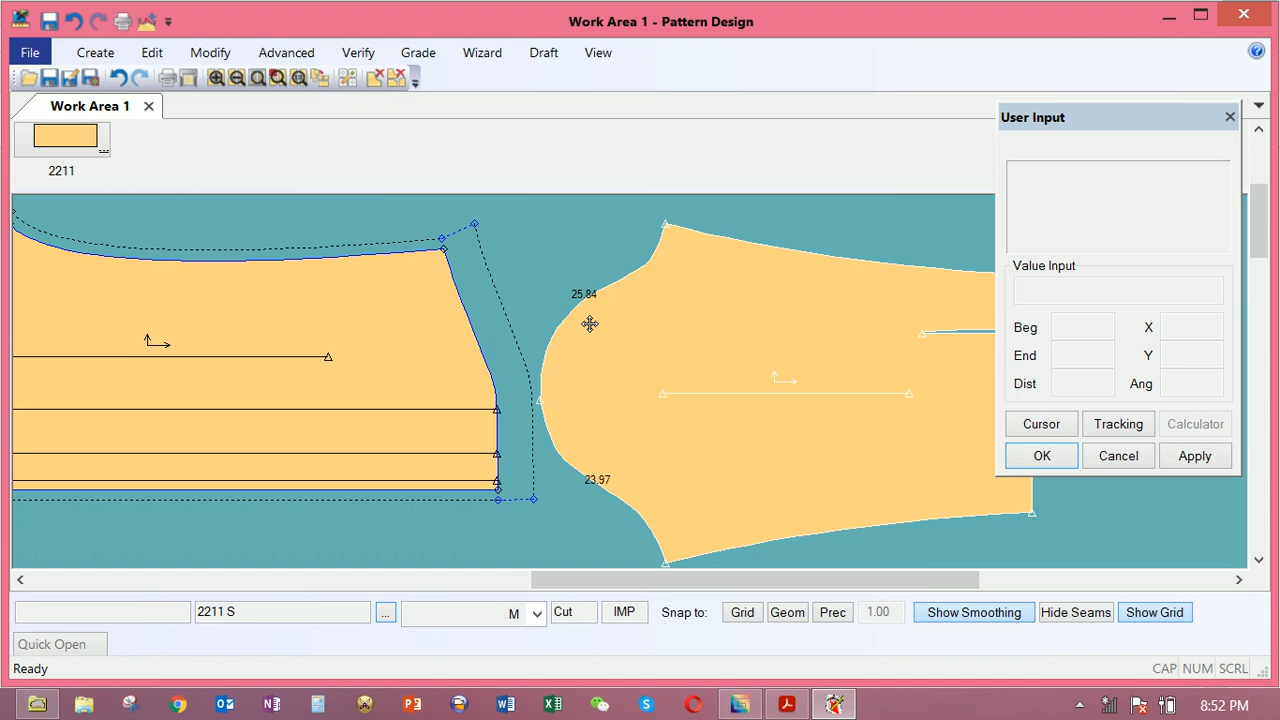 Work Area 1 - Pattern Design
File Create Edit Modify Advanced Verify Grade Wizard Draft View
Work Area 1
2211
User Input
25.84
23.97
Value Input
Beg X
End Y
Dist Ang
Cursor Tracking Calculator
OK Cancel Apply
2211 S ... M Cut IMP Snap to: Grid Geom Prec 1.00 Show Smoothing Hide Seams Show Grid
Quick Open
Ready CAP NUM SCRL
8:52 PM